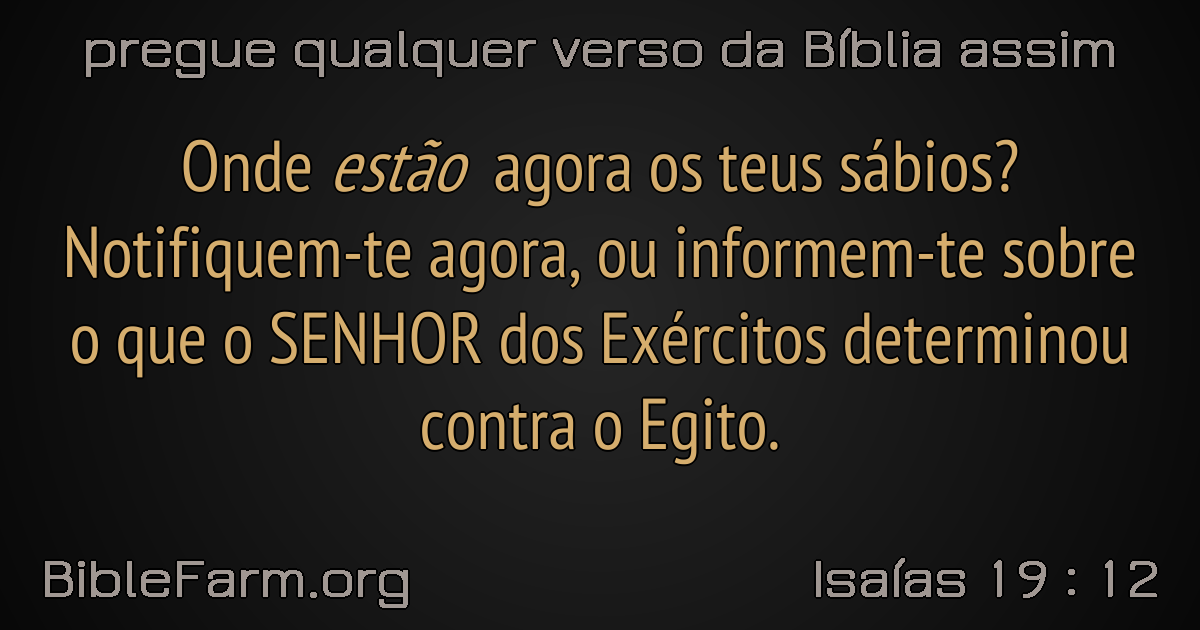 pregue qualquer verso da Bíblia assim
Onde estão agora os teus sábios?
Notifiquem-te agora, ou informem-te sobre
o que o SENHOR dos Exércitos determinou
contra o Egito.
BibleFarm.org
Isaías 19 : 12